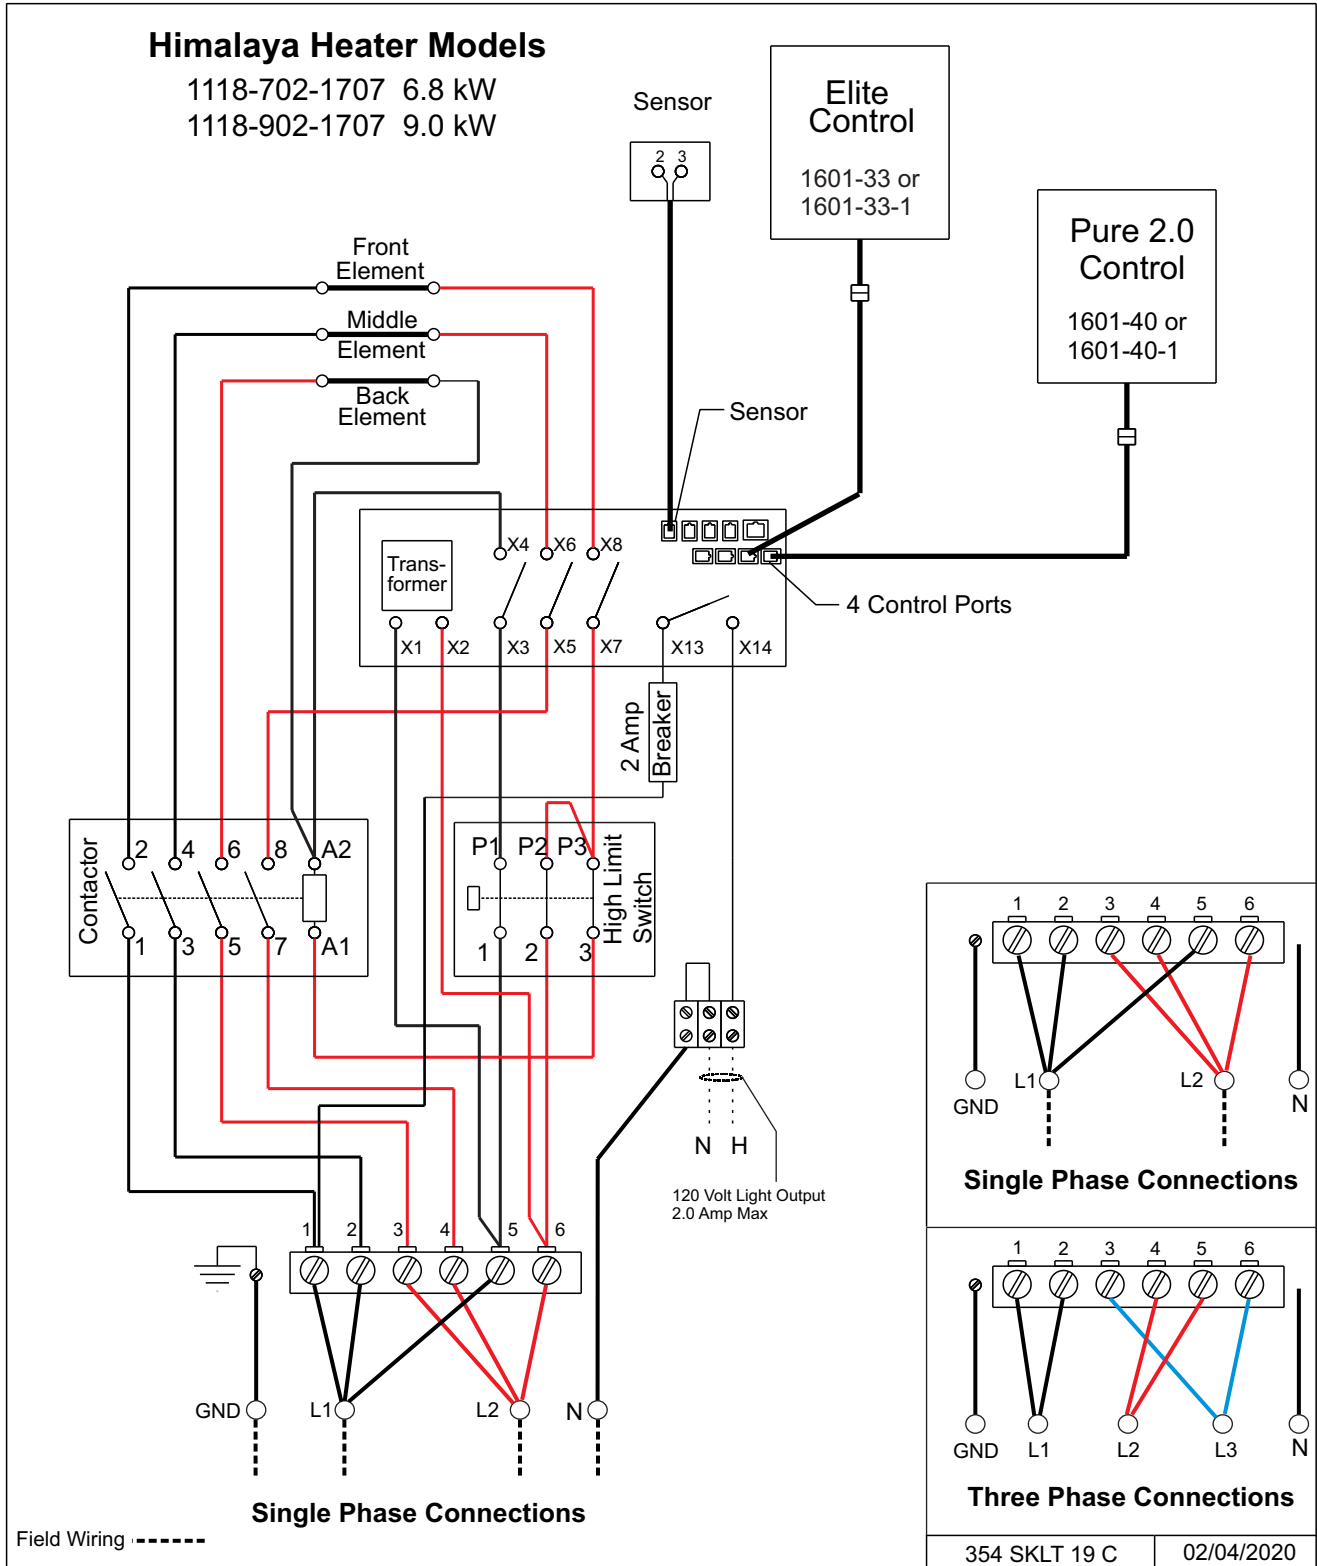 Himalaya Heater Models
1118-702-1707 6.8 kW
1118-902-1707 9.0 kW
Sensor
2 3
Elite
Control
1601-33 or
1601-33-1
Pure 2.0
Control
1601-40 or
1601-40-1
Front
Element
Middle
Element
Back
Element
Sensor
4 Control Ports
Trans-
former
X4 X6 X8
X1 X2 X3 X5 X7 X13 X14
2 Amp
Breaker
Contactor
2 4 6 8 A2
1 3 5 7 A1
P1 P2 P3
1 2 3
High Limit
Switch
N H
120 Volt Light Output
2.0 Amp Max
1 2 3 4 5 6
GND L1 L2 N
Single Phase Connections
Field Wiring
1 2 3 4 5 6
GND L1 L2 N
Single Phase Connections
1 2 3 4 5 6
GND L1 L2 L3 N
Three Phase Connections
354 SKLT 19 C 02/04/2020